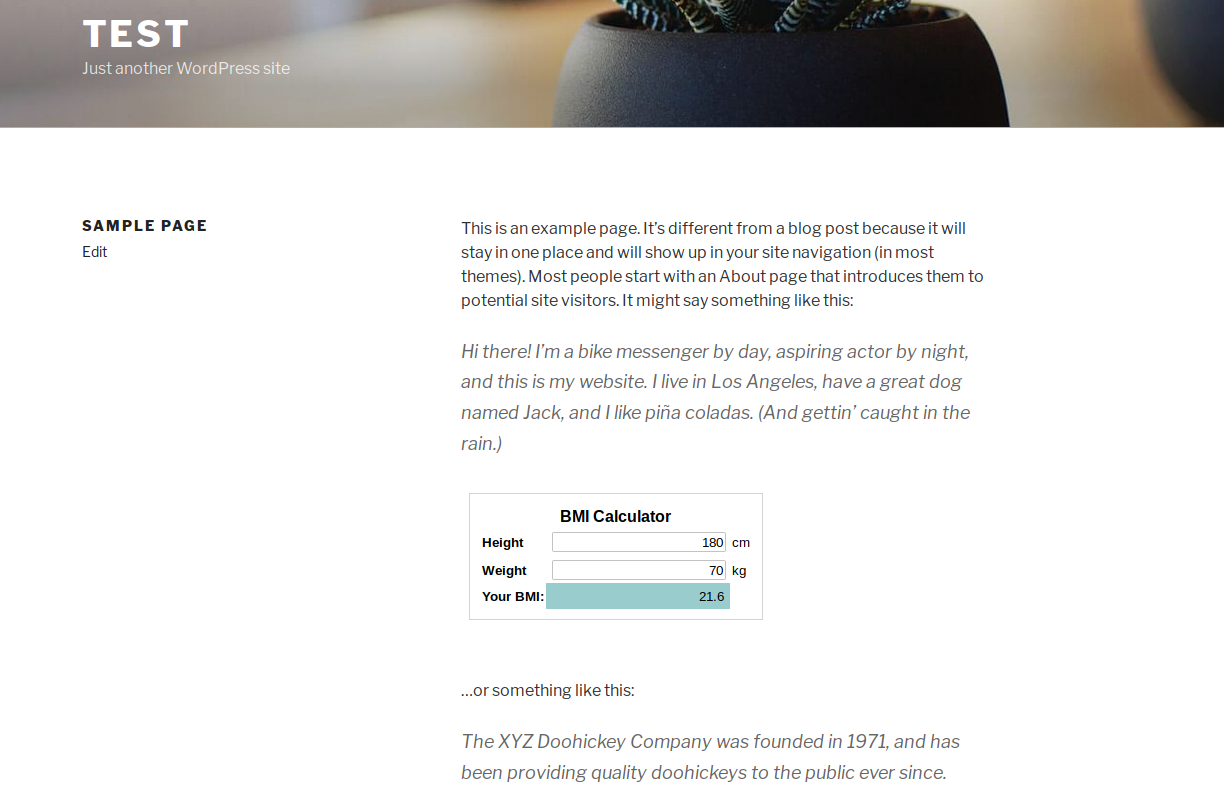 TEST
Just another WordPress site
SAMPLE PAGE
Edit
This is an example page. It’s different from a blog post because it will
stay in one place and will show up in your site navigation (in most
themes). Most people start with an About page that introduces them to
potential site visitors. It might say something like this:
Hi there! I’m a bike messenger by day, aspiring actor by night,
and this is my website. I live in Los Angeles, have a great dog
named Jack, and I like piña coladas. (And gettin’ caught in the
rain.)
BMI Calculator
Height 180 cm
Weight 70 kg
Your BMI: 21.6
…or something like this:
The XYZ Doohickey Company was founded in 1971, and has
been providing quality doohickeys to the public ever since.